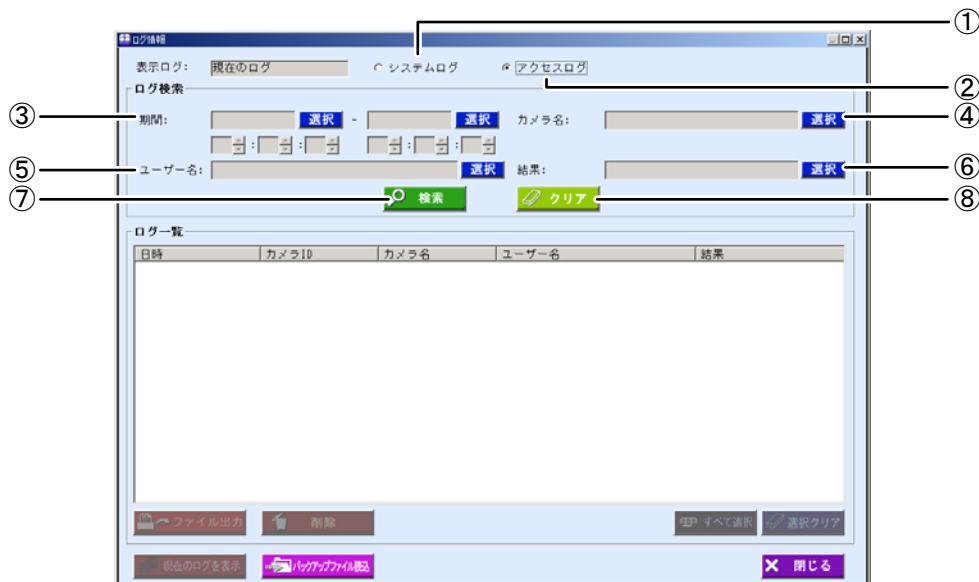 ①
ログ情報
表示ログ: 現在のログ システムログ アクセスログ
②
ログ検索
③ 期間: 選択 - 選択 カメラ名: 選択 ④
: : : :
⑤ ユーザー名: 選択 結果: 選択 ⑥
⑦ 検索 クリア ⑧
ログ一覧
日時 カメラID カメラ名 ユーザー名 結果
ファイル出力 削除 すべて選択 選択クリア
現在のログを表示 バックアップファイル読込 閉じる